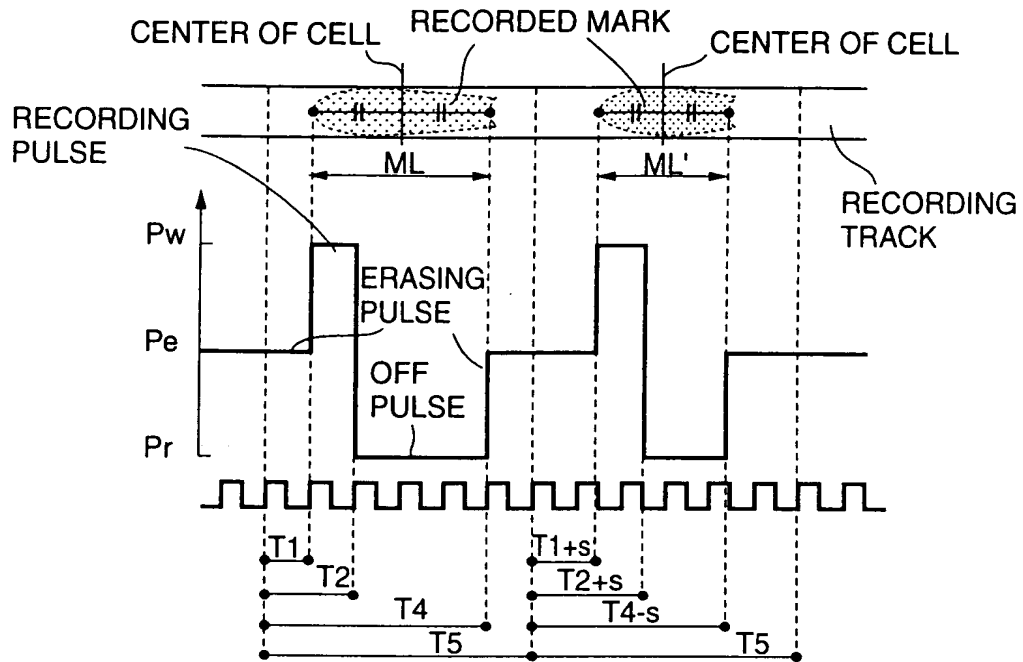 CENTER OF CELL
RECORDED MARK
CENTER OF CELL
RECORDING
PULSE
ML
ML'
RECORDING
TRACK
Pw
ERASING
PULSE
Pe
OFF
PULSE
Pr
T1
T1+s
T2
T2+s
T4
T4-s
T5
T5